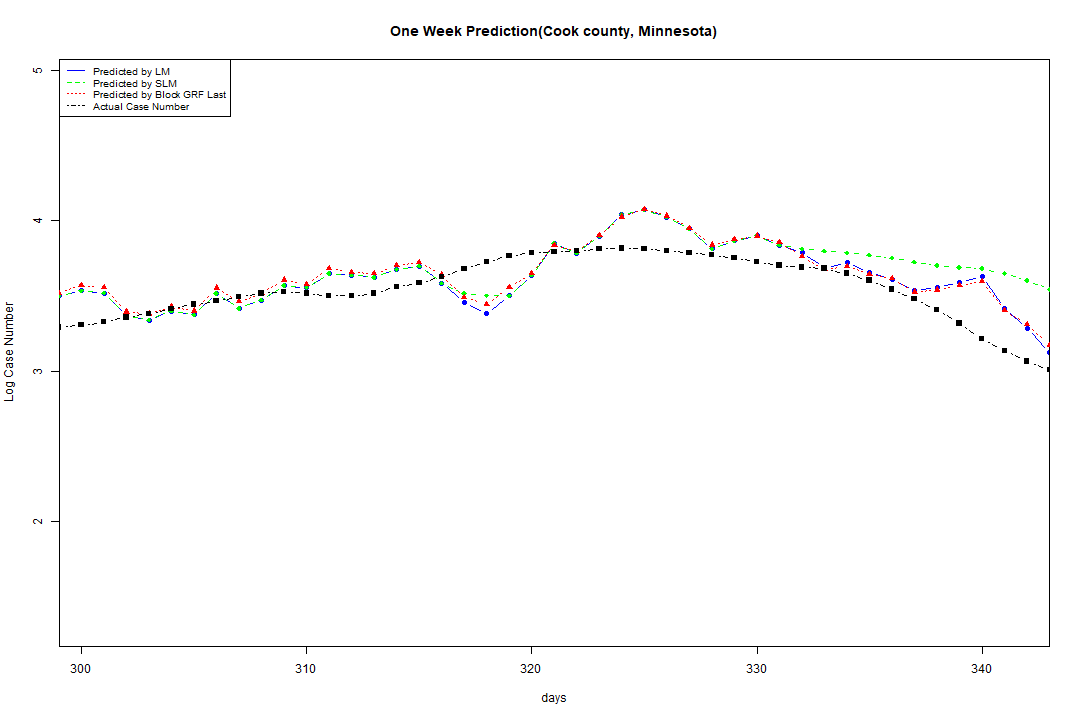 One Week Prediction(Cook county, Minnesota)
5
Predicted by LM
Predicted by SLM
Predicted by Block GRF Last
Actual Case Number
4
3
2
Log Case Number
300 310 320 330 340
days